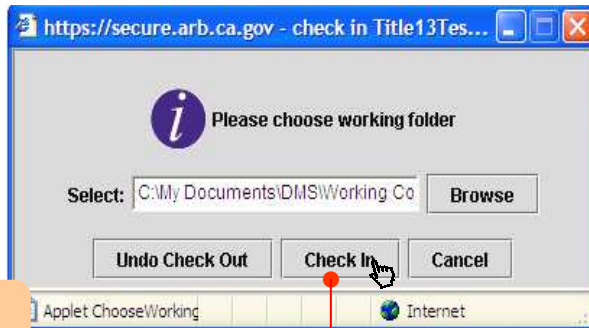 https://secure.arb.ca.gov - check in Title13Tes...
Please choose working folder
Select: C:\My Documents\DMS\Working Co Browse
Undo Check Out Check In Cancel
Applet ChooseWorking Internet